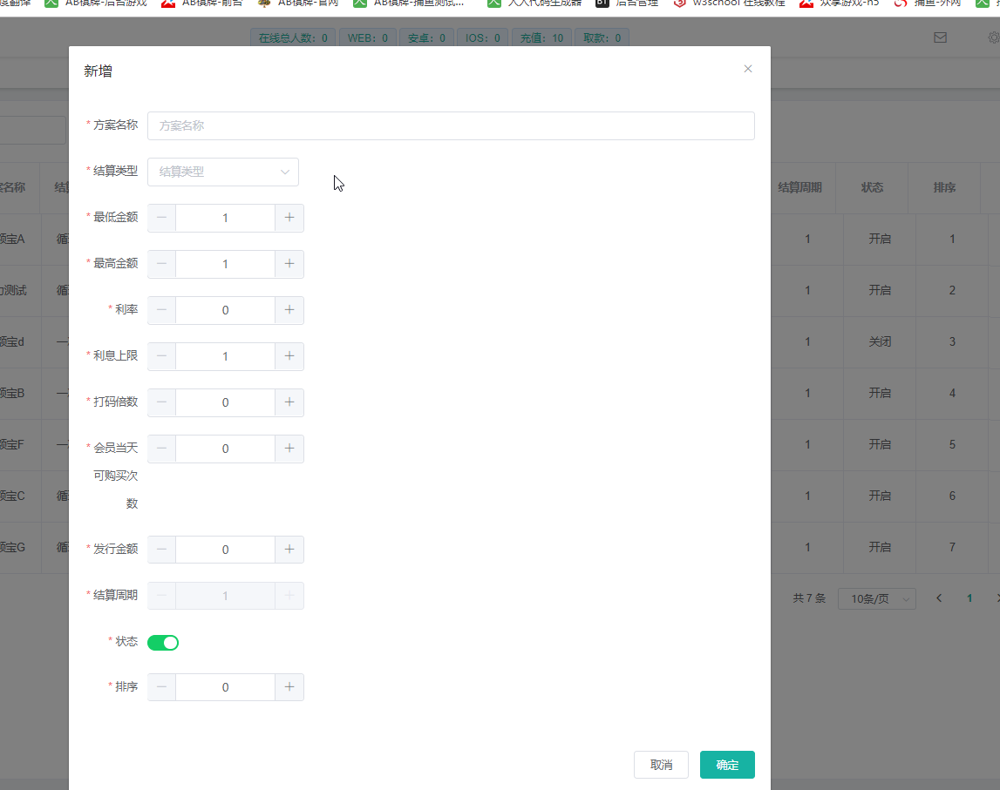 度翻译 AB棋牌-后台游戏 AB棋牌-前台 AB棋牌-官网 AB棋牌-捕鱼测试... 人人代码生成器 BT 后台管理 w3school 在线教程 众享游戏-h5 捕鱼-外网
在线总人数：0 WEB：0 安卓：0 IOS：0 充值：10 取款：0
新增
* 方案名称 方案名称
* 结算类型 结算类型
* 最低金额 1
* 最高金额 1
* 利率 0
* 利息上限 1
* 打码倍数 0
* 会员当天 0
可购买次
数
* 发行金额 0
* 结算周期 1
* 状态
* 排序 0
取消 确定
名称 结算周期 状态 排序
宝A 循 1 开启 1
测试 循 1 开启 2
宝d 一 1 关闭 3
宝B 一 1 开启 4
宝F 一 1 开启 5
宝C 循 1 开启 6
宝G 循 1 开启 7
共 7 条 10条/页 1